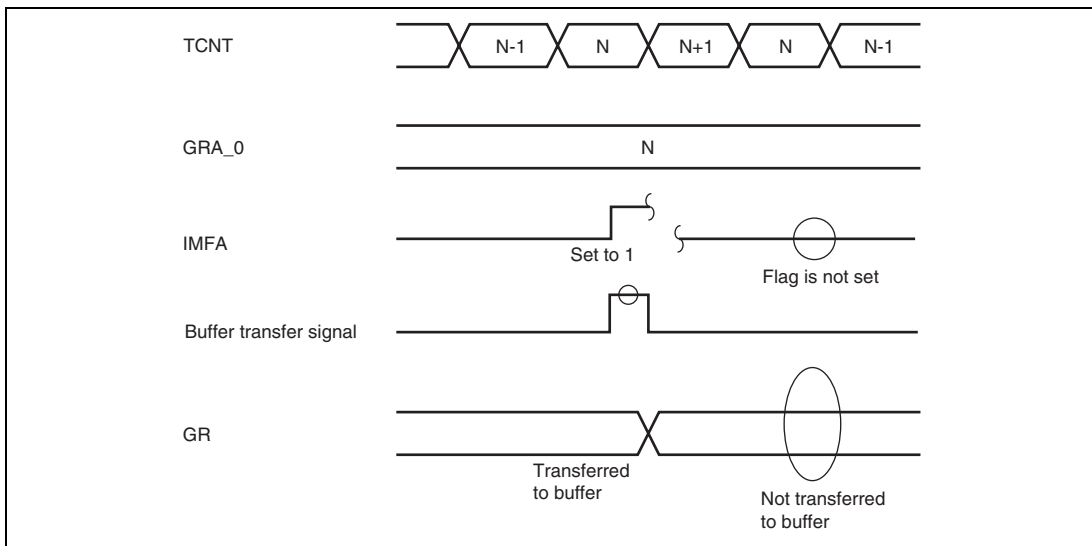 TCNT N-1 N N+1 N N-1
GRA_0 N
IMFA
Set to 1
Flag is not set
Buffer transfer signal
GR
Transferred
to buffer
Not transferred
to buffer